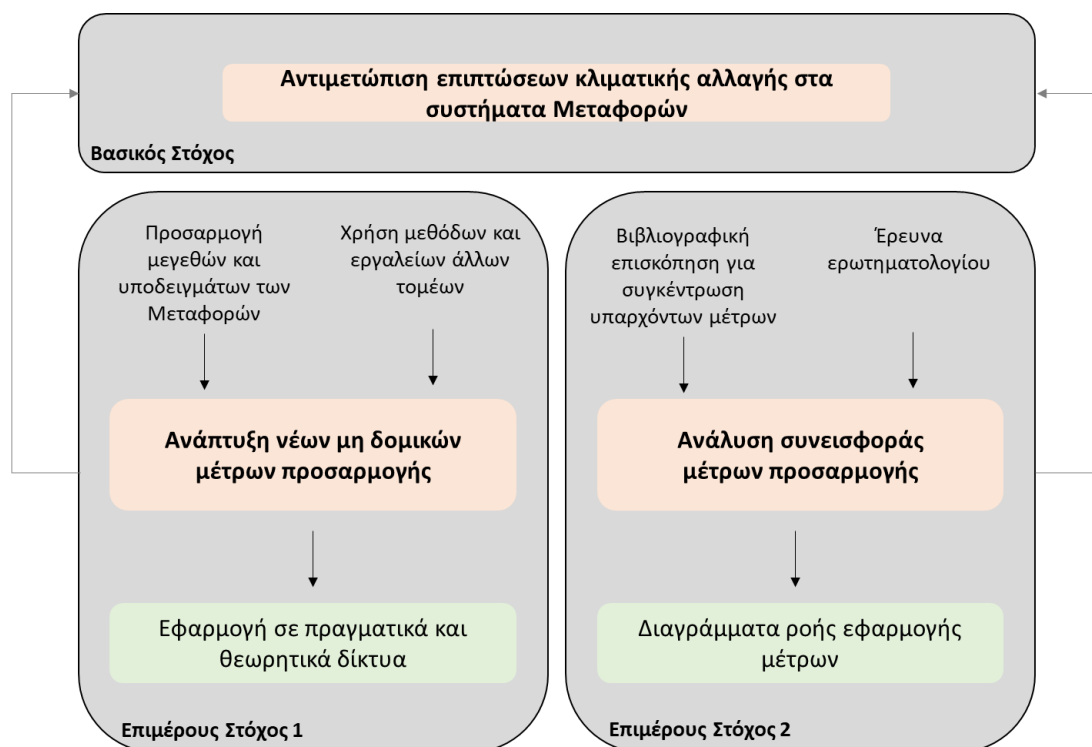 Αντιμετώπιση επιπτώσεων κλιματικής αλλαγής στα
συστήματα Μεταφορών
Βασικός Στόχος
Προσαρμογή
μεγεθών και
υποδειγμάτων των
Μεταφορών
Χρήση μεθόδων και
εργαλείων άλλων
τομέων
Ανάπτυξη νέων μη δομικών
μέτρων προσαρμογής
Εφαρμογή σε πραγματικά και
θεωρητικά δίκτυα
Επιμέρους Στόχος 1
Βιβλιογραφική
επισκόπηση για
συγκέντρωση
υπαρχόντων μέτρων
Έρευνα
ερωτηματολογίου
Ανάλυση συνεισφοράς
μέτρων προσαρμογής
Διαγράμματα ροής εφαρμογής
μέτρων
Επιμέρους Στόχος 2